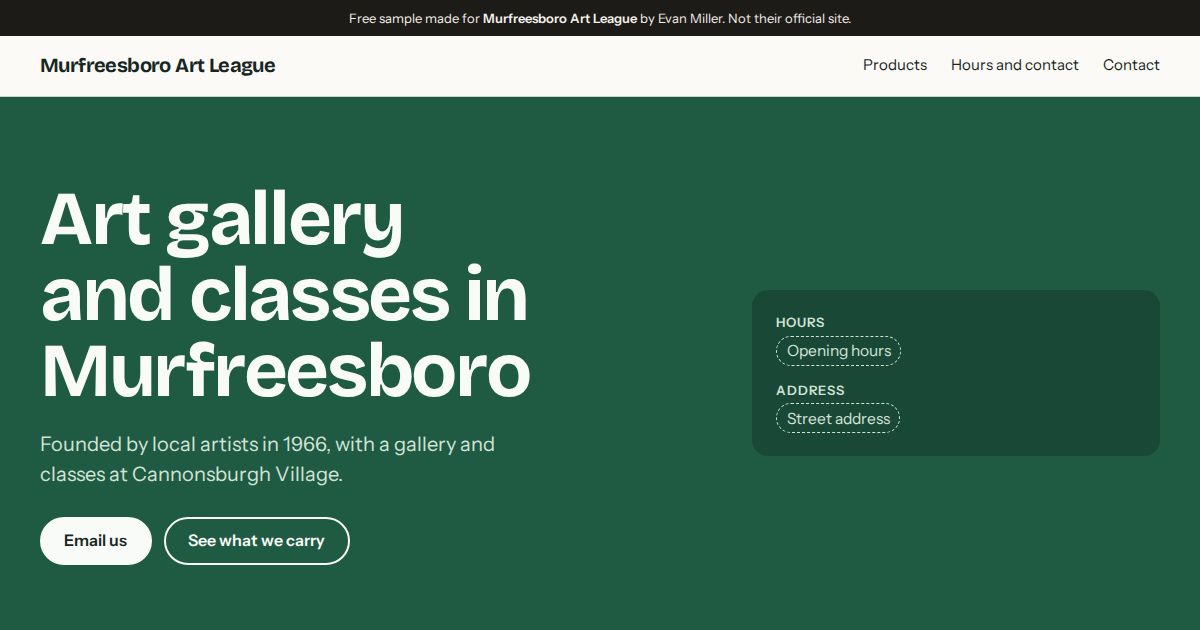 Free sample made for Murfreesboro Art League by Evan Miller. Not their official site.
Murfreesboro Art League
Products
Hours and contact
Contact
Art gallery
and classes in
Murfreesboro
Founded by local artists in 1966, with a gallery and
classes at Cannonsburgh Village.
Email us
See what we carry
HOURS
Opening hours
ADDRESS
Street address